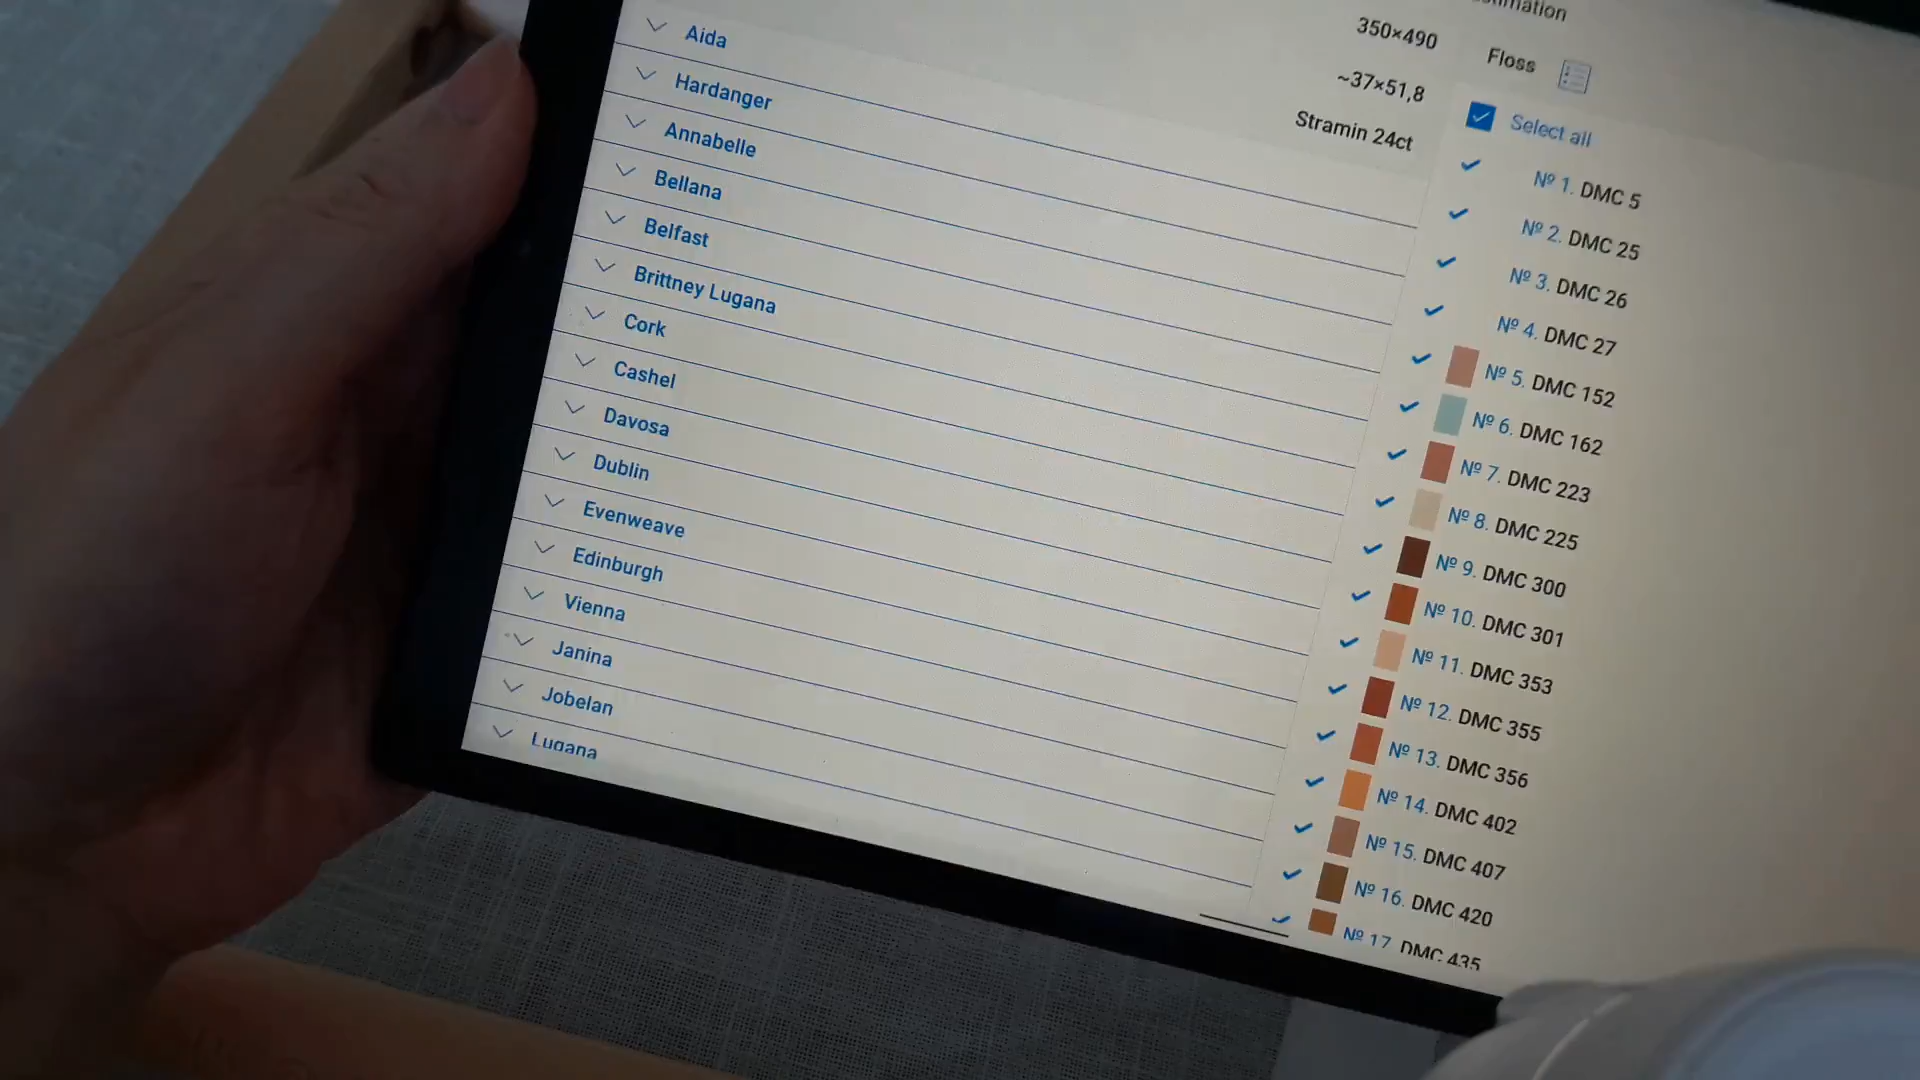 Aida
Hardanger
Annabelle
Bellana
Belfast
Brittney Lugana
Cork
Cashel
Davosa
Dublin
Evenweave
Edinburgh
Vienna
Janina
Jobelan
Lugana
350×490
~37×51,8
Stramin 24ct
Floss
Select all
Nº 1. DMC 5
Nº 2. DMC 25
Nº 3. DMC 26
Nº 4. DMC 27
Nº 5. DMC 152
Nº 6. DMC 162
Nº 7. DMC 223
Nº 8. DMC 225
Nº 9. DMC 300
Nº 10. DMC 301
Nº 11. DMC 353
Nº 12. DMC 355
Nº 13. DMC 356
Nº 14. DMC 402
Nº 15. DMC 407
Nº 16. DMC 420
Nº 17. DMC 435